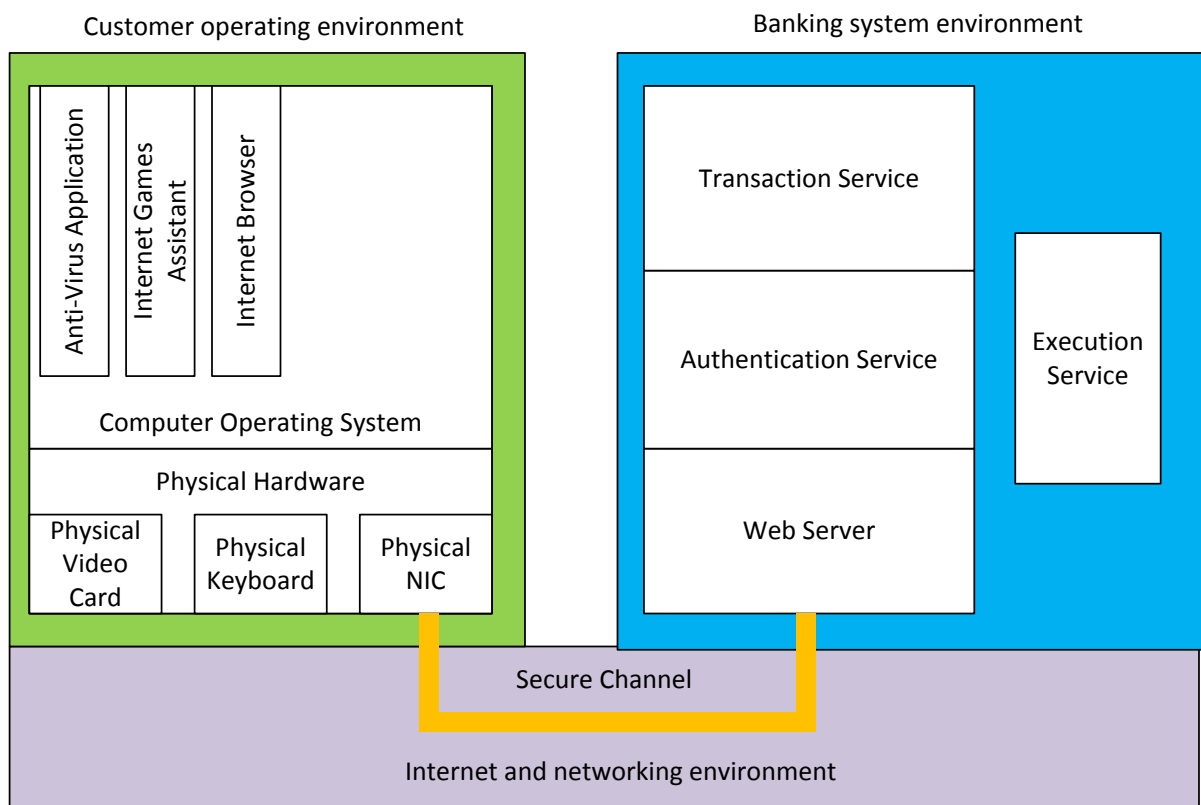 Customer operating environment
Banking system environment
Anti-Virus Application
Internet Games
Assistant
Internet Browser
Computer Operating System
Physical Hardware
Physical
Video
Card
Physical
Keyboard
Physical
NIC
Transaction Service
Authentication Service
Web Server
Execution
Service
Secure Channel
Internet and networking environment